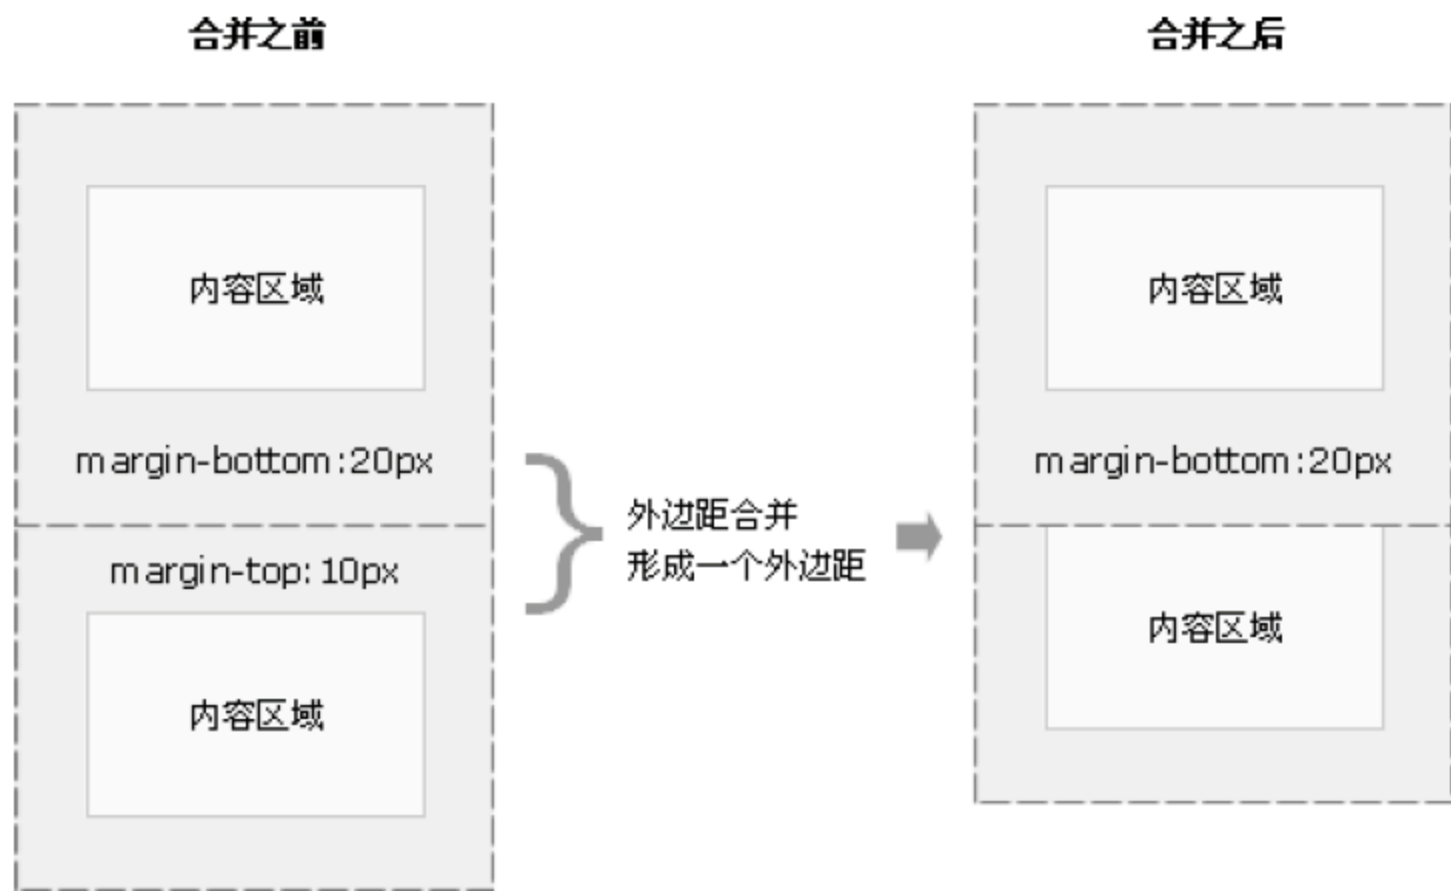 合并之前
内容区域
margin-bottom:20px
margin-top:10px
内容区域
外边距合并
形成一个外边距
合并之后
内容区域
margin-bottom:20px
内容区域